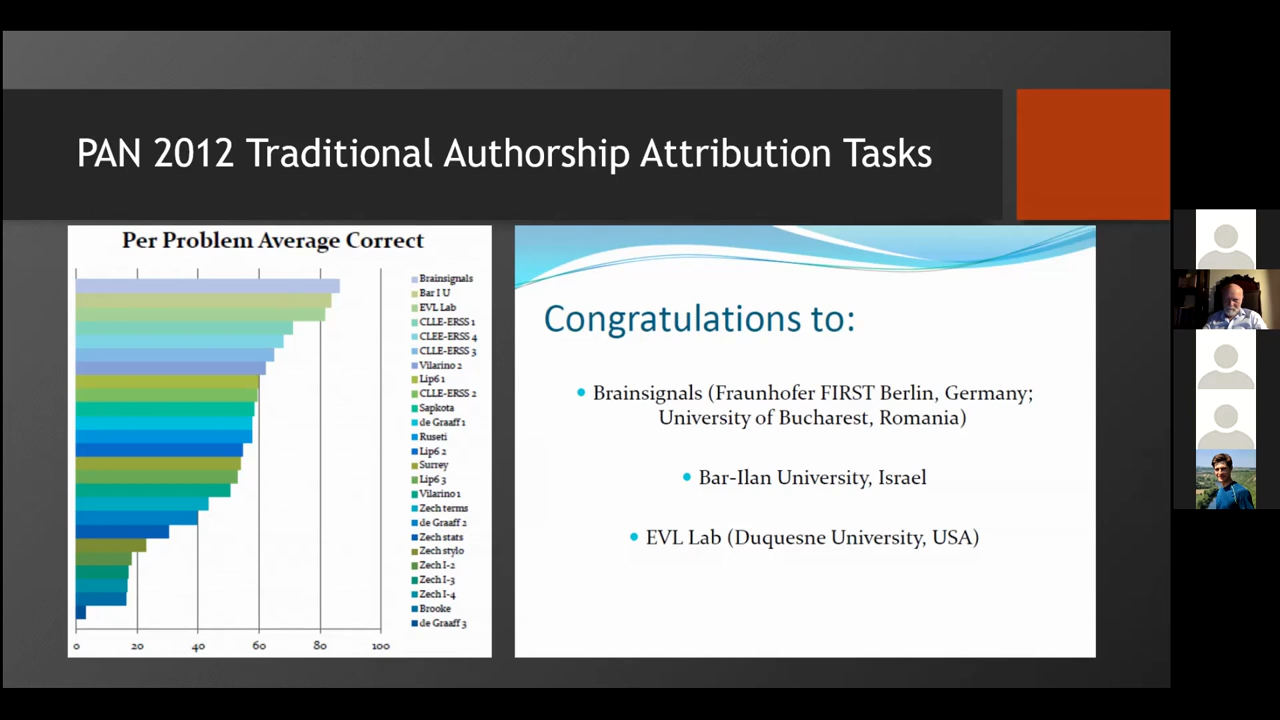 PAN 2012 Traditional Authorship Attribution Tasks
Per Problem Average Correct
Brainsignals
Bar I U
EVL Lab
CLLE-ERSS 1
CLEE-ERSS 4
CLLE-ERSS 3
Vilarino 2
Lip6 1
CLLE-ERSS 2
Sapkota
de Graaff 1
Ruseti
Lip6 2
Surrey
Lip6 3
Vilarino 1
Zech terms
de Graaff 2
Zech stats
Zech stylo
Zech I-2
Zech I-3
Zech I-4
Brooke
de Graaff 3
0 20 40 60 80 100
Congratulations to:
• Brainsignals (Fraunhofer FIRST Berlin, Germany;
University of Bucharest, Romania)
• Bar-Ilan University, Israel
• EVL Lab (Duquesne University, USA)